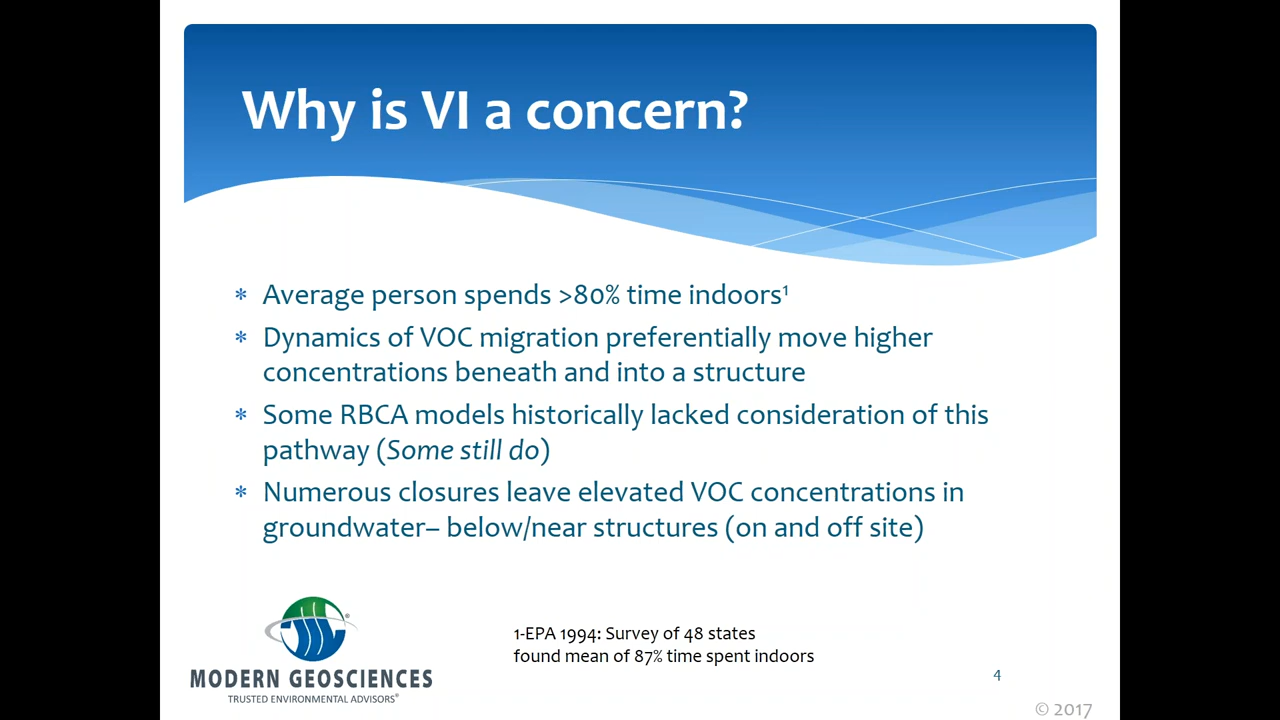 Why is VI a concern?
* Average person spends >80% time indoors¹
* Dynamics of VOC migration preferentially move higher
concentrations beneath and into a structure
* Some RBCA models historically lacked consideration of this
pathway (Some still do)
* Numerous closures leave elevated VOC concentrations in
groundwater– below/near structures (on and off site)
®
MODERN GEOSCIENCES
TRUSTED ENVIRONMENTAL ADVISORS®
1-EPA 1994: Survey of 48 states
found mean of 87% time spent indoors
4
© 2017